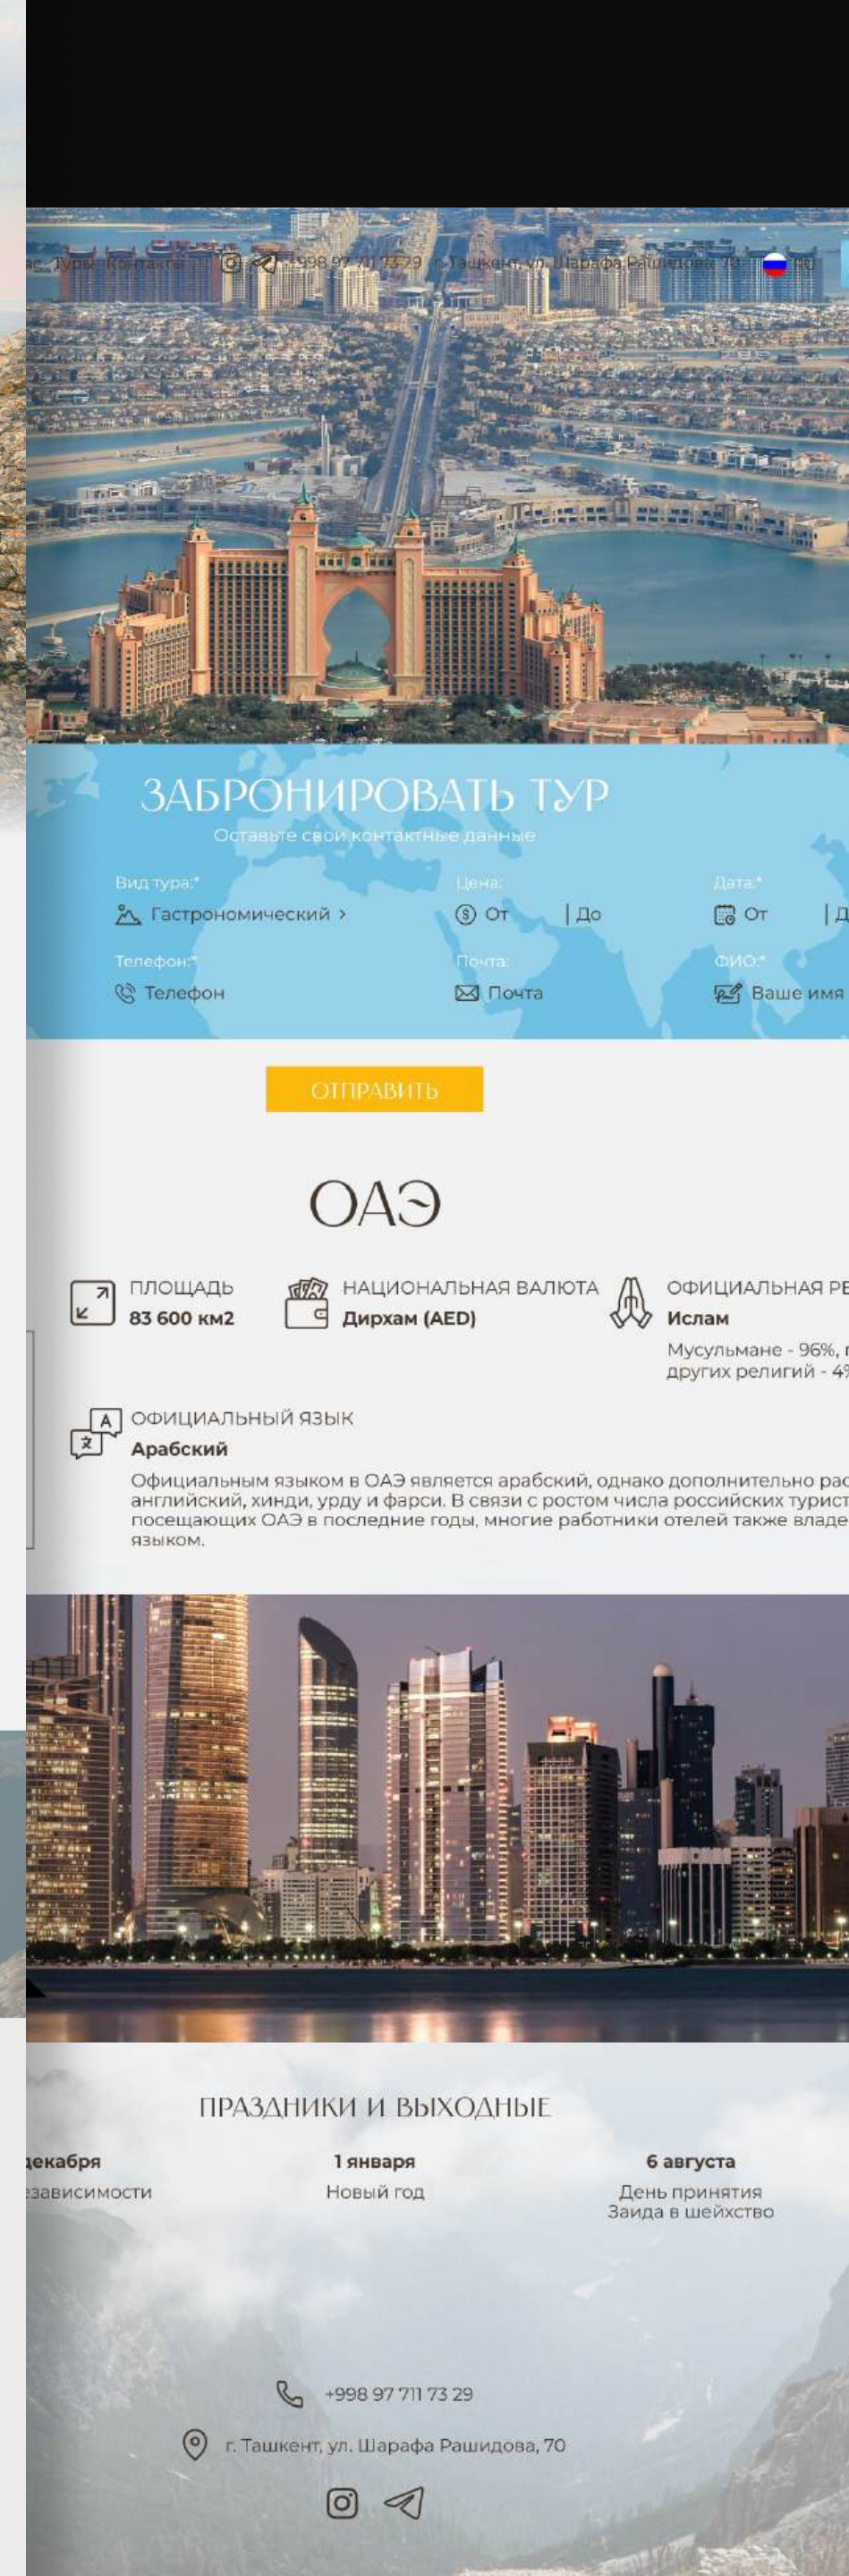 Туры Контакты +998 97 711 73 29 г. Ташкент, ул. Шарафа Рашидова, 70 RU
ЗАБРОНИРОВАТЬ ТУР
Оставьте свои контактные данные
Вид тура:* Цена: Дата:*
Гастрономический > От | До От | Д
Телефон:* Почта: ФИО:*
Телефон Почта Ваше имя
ОТПРАВИТЬ
ОАЭ
ПЛОЩАДЬ НАЦИОНАЛЬНАЯ ВАЛЮТА ОФИЦИАЛЬНАЯ РЕ
83 600 км2 Дирхам (AED) Ислам
Мусульмане - 96%,
других религий - 4%
ОФИЦИАЛЬНЫЙ ЯЗЫК
Арабский
Официальным языком в ОАЭ является арабский, однако дополнительно рас
английский, хинди, урду и фарси. В связи с ростом числа российских турист
посещающих ОАЭ в последние годы, многие работники отелей также владе
языком.
ПРАЗДНИКИ И ВЫХОДНЫЕ
декабря 1 января 6 августа
езависимости Новый год День принятия
Заида в шейхство
+998 97 711 73 29
г. Ташкент, ул. Шарафа Рашидова, 70